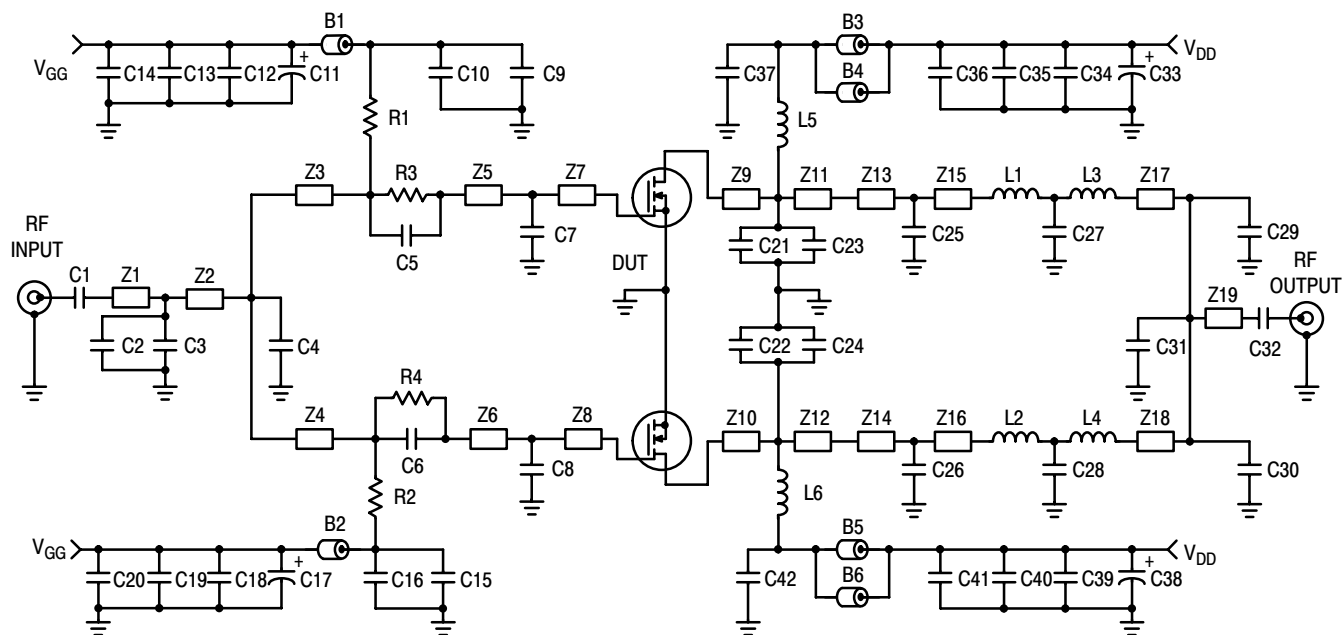 B1
B3
V_GG
C14
C13
C12
+
C11
C10
C9
C37
B4
C36
C35
C34
+
C33
V_DD
R1
L5
Z3
R3
Z5
Z7
Z9
Z11
Z13
Z15
L1
L3
Z17
C5
C7
C21
C23
C25
C27
C29
RF
INPUT
C1
Z1
Z2
DUT
RF
OUTPUT
Z19
C2
C3
C4
C22
C24
C31
C32
R4
Z4
C6
Z6
Z8
Z10
Z12
Z14
Z16
L2
L4
Z18
C8
C26
C28
C30
R2
L6
V_GG
B2
C20
C19
C18
+
C17
C16
C15
B5
C42
B6
C41
C40
C39
+
C38
V_DD